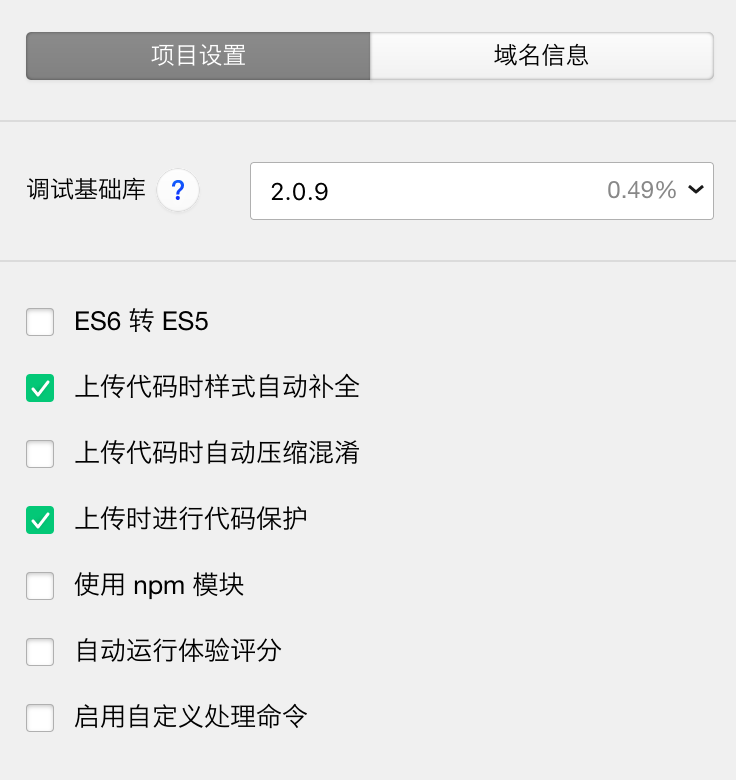 项目设置
域名信息
调试基础库 ?
2.0.9 0.49%
ES6 转 ES5
上传代码时样式自动补全
上传代码时自动压缩混淆
上传时进行代码保护
使用 npm 模块
自动运行体验评分
启用自定义处理命令